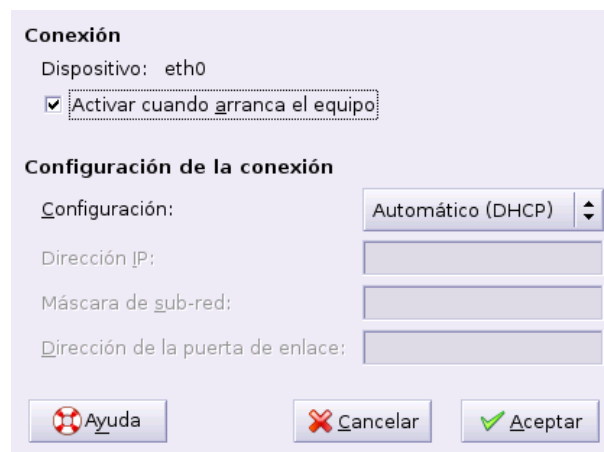 Conexión
Dispositivo: eth0
Activar cuando arranca el equipo
Configuración de la conexión
Configuración: Automático (DHCP)
Dirección IP:
Máscara de sub-red:
Dirección de la puerta de enlace:
Ayuda Cancelar Aceptar